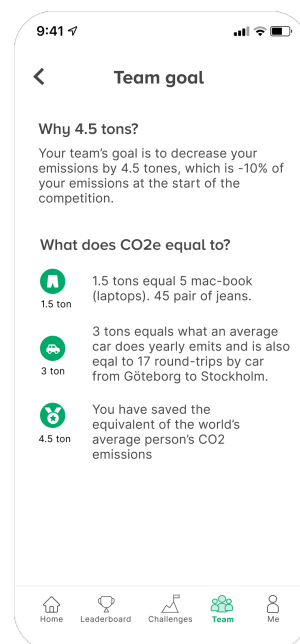 9:41
Team goal
Why 4.5 tons?
Your team's goal is to decrease your
emissions by 4.5 tones, which is -10% of
your emissions at the start of the
competition.
What does CO2e equal to?
1.5 tons equal 5 mac-book
(laptops). 45 pair of jeans.
1.5 ton
3 tons equals what an average
car does yearly emits and is also
eqal to 17 round-trips by car
from Göteborg to Stockholm.
3 ton
You have saved the
equivalent of the world's
average person's CO2
emissions
4.5 ton
Home Leaderboard Challenges Team Me